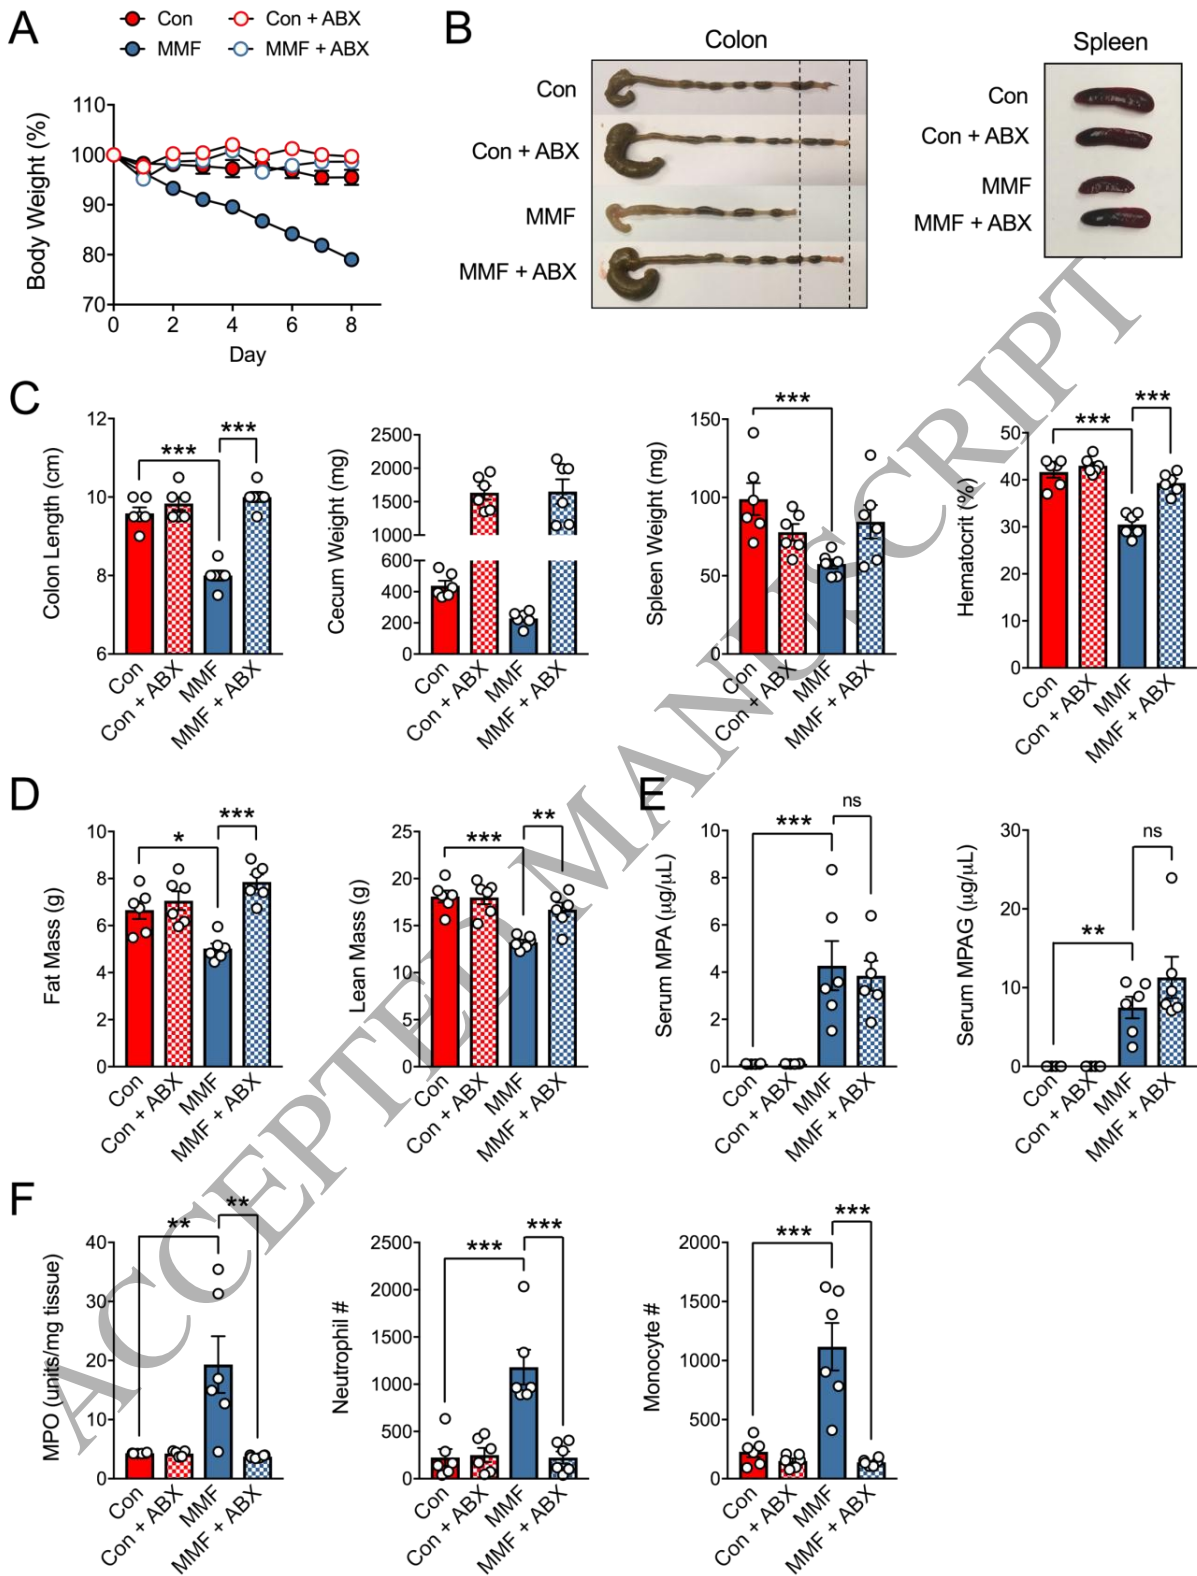 A
Con
Con + ABX
MMF
MMF + ABX
Body Weight (%)
110
100
90
80
70
0
2
4
6
8
Day
B
Colon
Spleen
Con
Con + ABX
MMF
MMF + ABX
Con
Con + ABX
MMF
MMF + ABX
C
Colon Length (cm)
12
10
8
6
***
***
Con
Con + ABX
MMF
MMF + ABX
Cecum Weight (mg)
2500
2000
1500
1000
600
400
200
0
Con
Con + ABX
MMF
MMF + ABX
Spleen Weight (mg)
150
100
50
0
***
Con
Con + ABX
MMF
MMF + ABX
Hematocrit (%)
50
40
30
20
10
0
***
***
Con
Con + ABX
MMF
MMF + ABX
D
Fat Mass (g)
10
8
6
4
2
0
*
***
Con
Con + ABX
MMF
MMF + ABX
Lean Mass (g)
25
20
15
10
5
0
***
**
Con
Con + ABX
MMF
MMF + ABX
E
Serum MPA (µg/µL)
10
8
6
4
2
0
***
ns
Con
Con + ABX
MMF
MMF + ABX
Serum MPAG (µg/µL)
30
20
10
0
**
ns
Con
Con + ABX
MMF
MMF + ABX
F
MPO (units/mg tissue)
40
30
20
10
0
**
**
Con
Con + ABX
MMF
MMF + ABX
Neutrophil #
2500
2000
1500
1000
500
0
***
***
Con
Con + ABX
MMF
MMF + ABX
Monocyte #
2000
1500
1000
500
0
***
***
Con
Con + ABX
MMF
MMF + ABX
ACCEPTED MANUSCRIPT